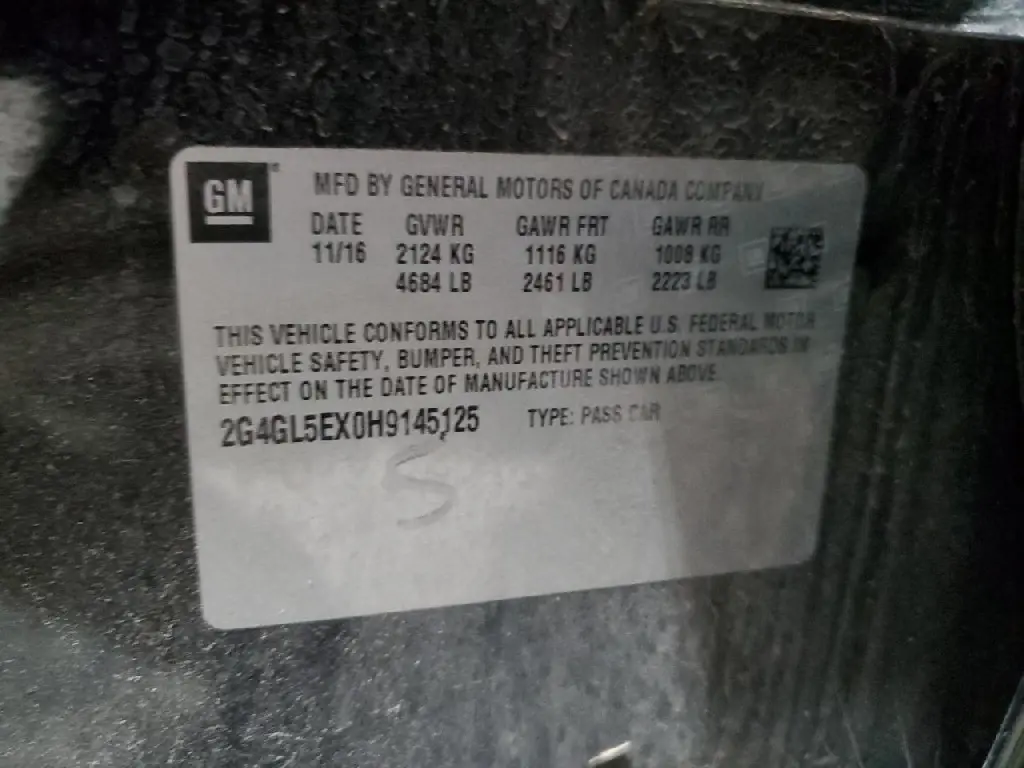 GM
MFD BY GENERAL MOTORS OF CANADA COMPANY
DATE GVWR GAWR FRT GAWR RR
11/16 2124 KG 1116 KG 1008 KG
4684 LB 2461 LB 2223 LB
THIS VEHICLE CONFORMS TO ALL APPLICABLE U.S. FEDERAL MOTOR
VEHICLE SAFETY, BUMPER, AND THEFT PREVENTION STANDARDS IN
EFFECT ON THE DATE OF MANUFACTURE SHOWN ABOVE.
2G4GL5EX0H9145125 TYPE: PASS CAR
S